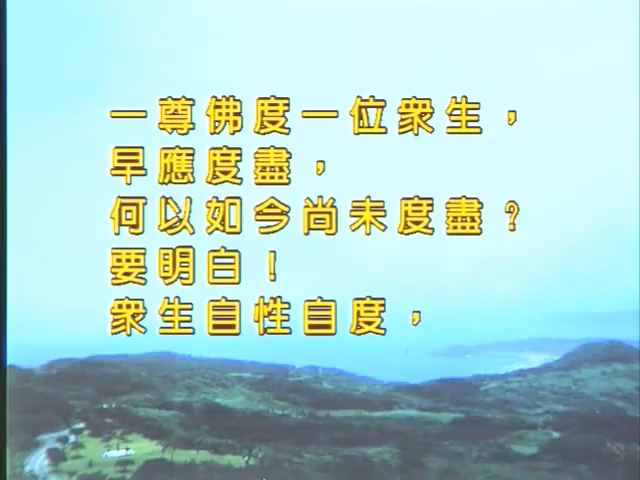 一尊佛度一位衆生，
早應度盡，
何以如今尚未度盡？
要明白！
衆生自性自度，